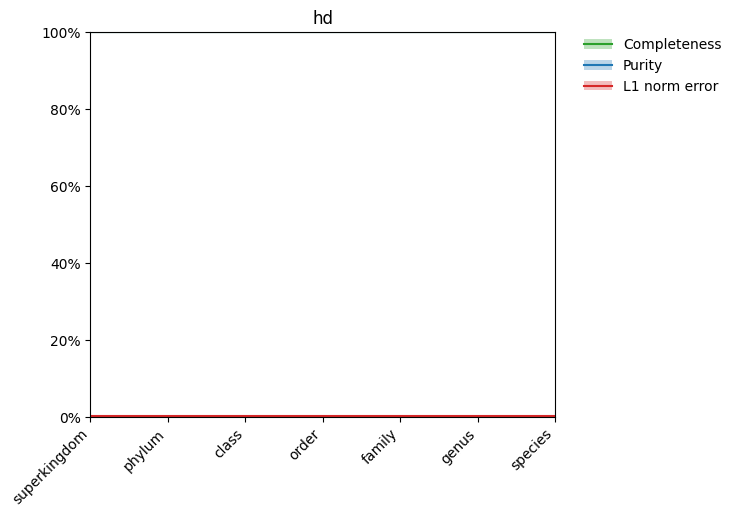 hd
100%
80%
60%
40%
20%
0%
superkingdom
phylum
class
order
family
genus
species
Completeness
Purity
L1 norm error